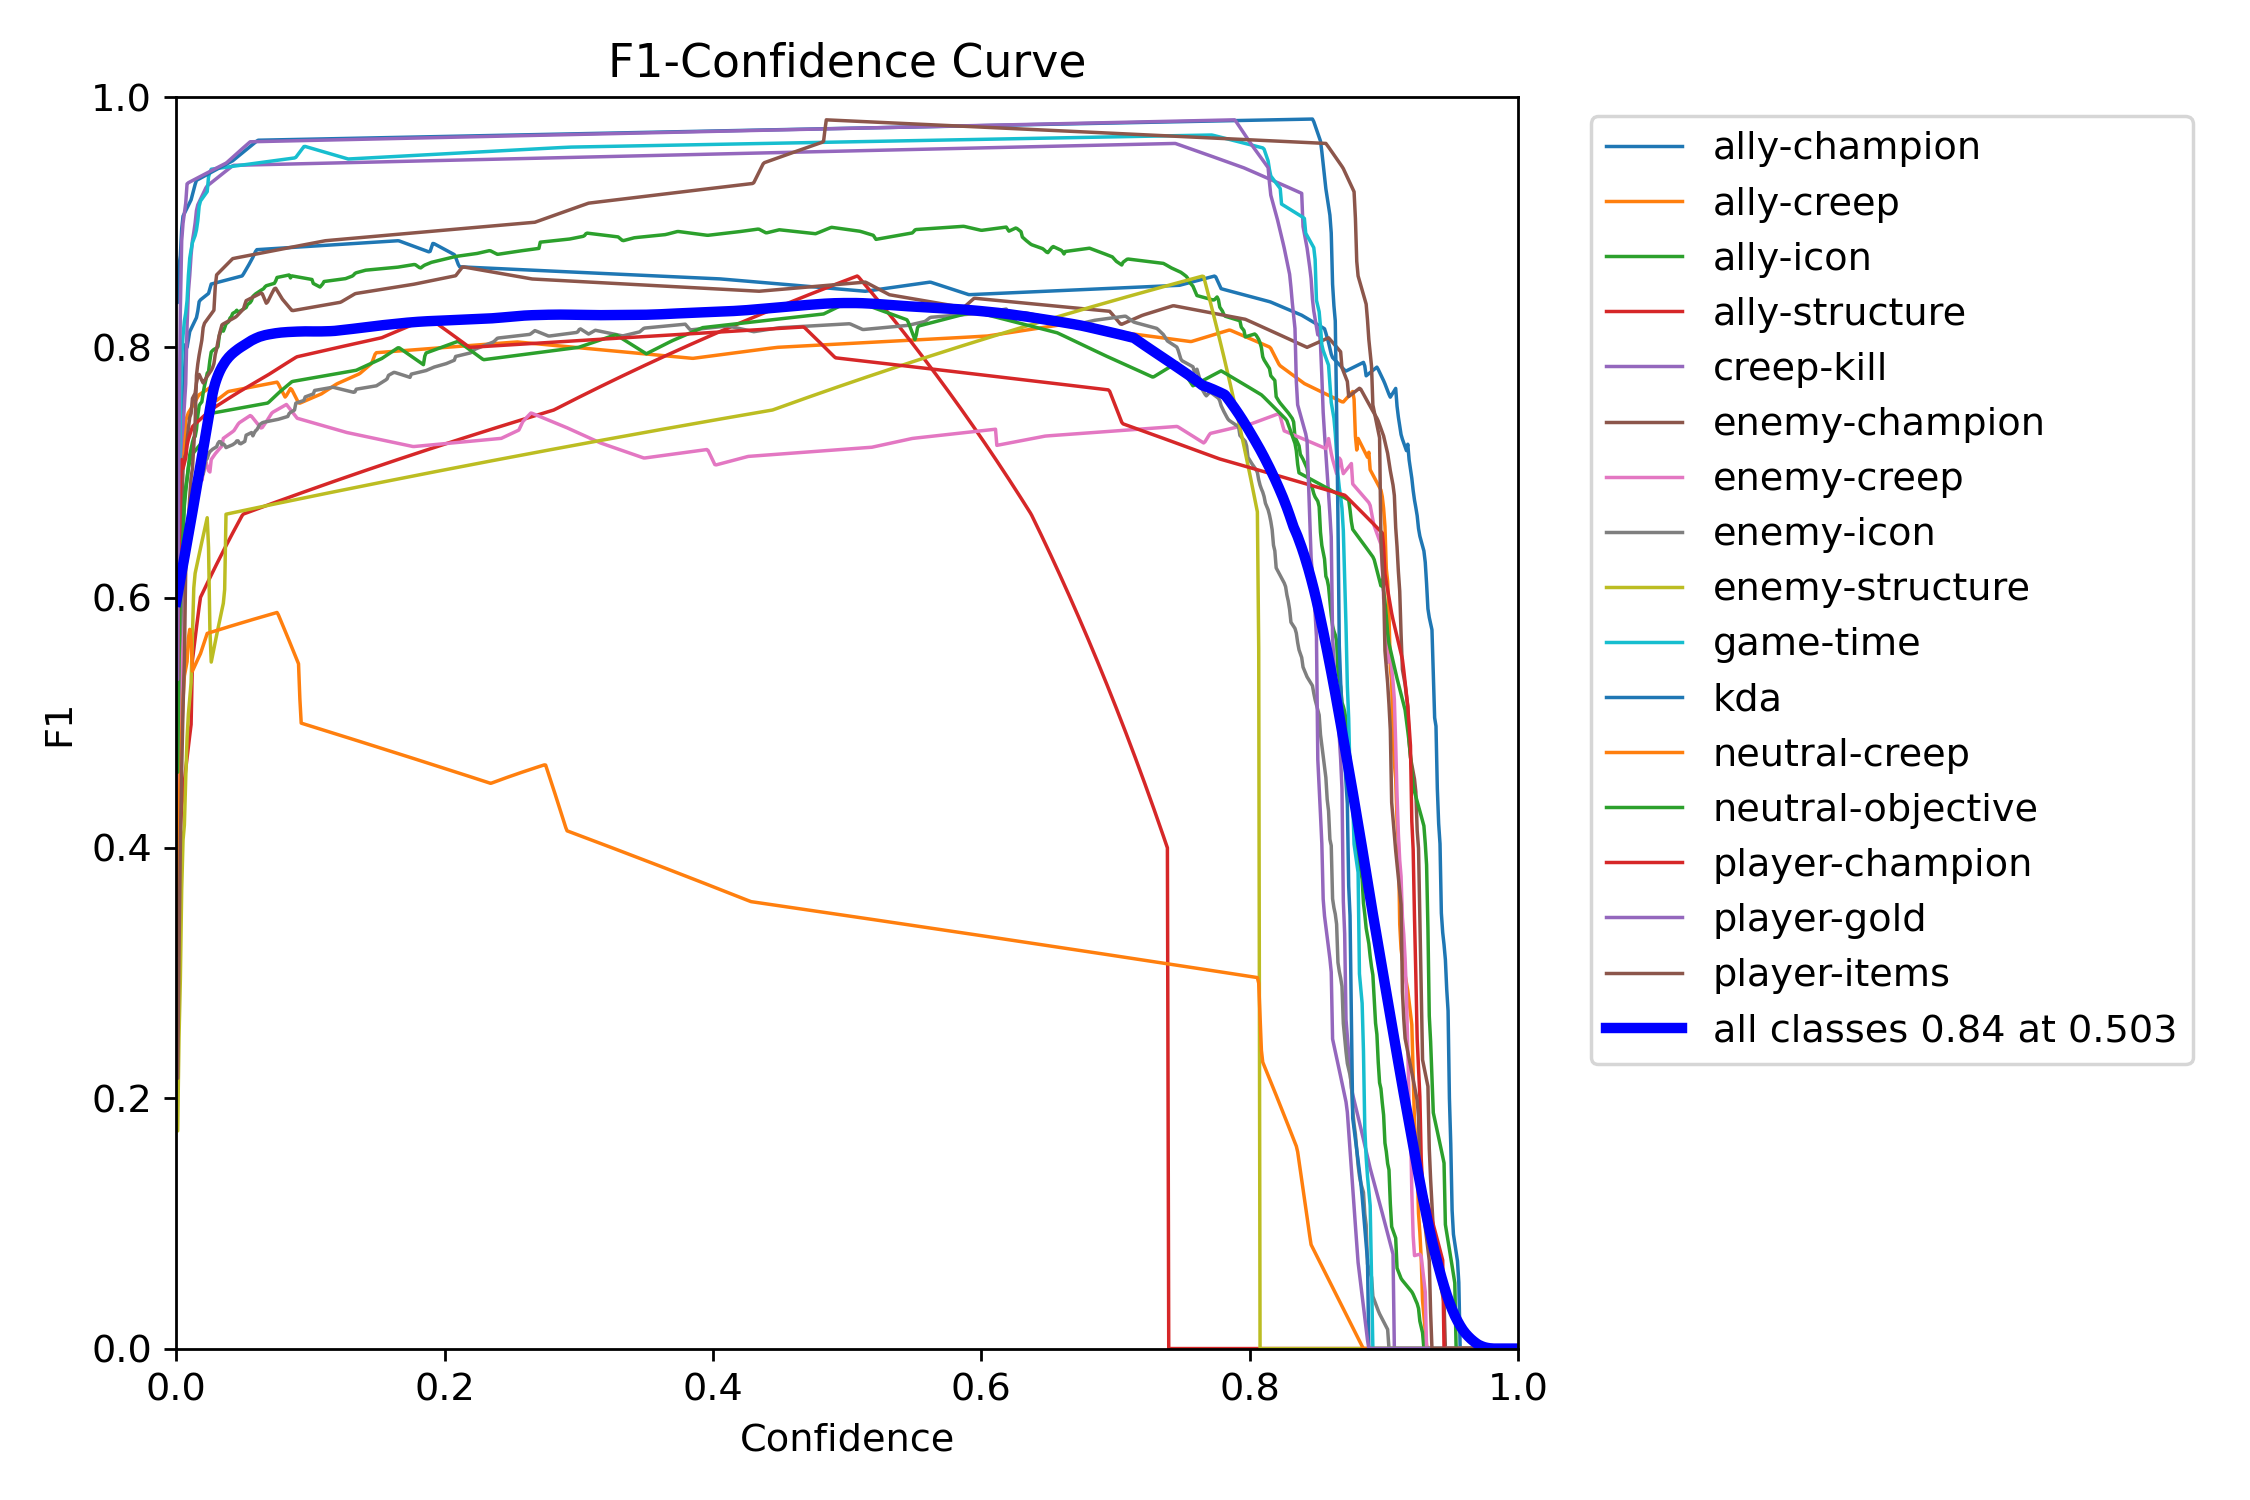 F1-Confidence Curve
1.0
0.8
0.6
0.4
0.2
0.0
F1
0.0 0.2 0.4 0.6 0.8 1.0
Confidence
ally-champion
ally-creep
ally-icon
ally-structure
creep-kill
enemy-champion
enemy-creep
enemy-icon
enemy-structure
game-time
kda
neutral-creep
neutral-objective
player-champion
player-gold
player-items
all classes 0.84 at 0.503